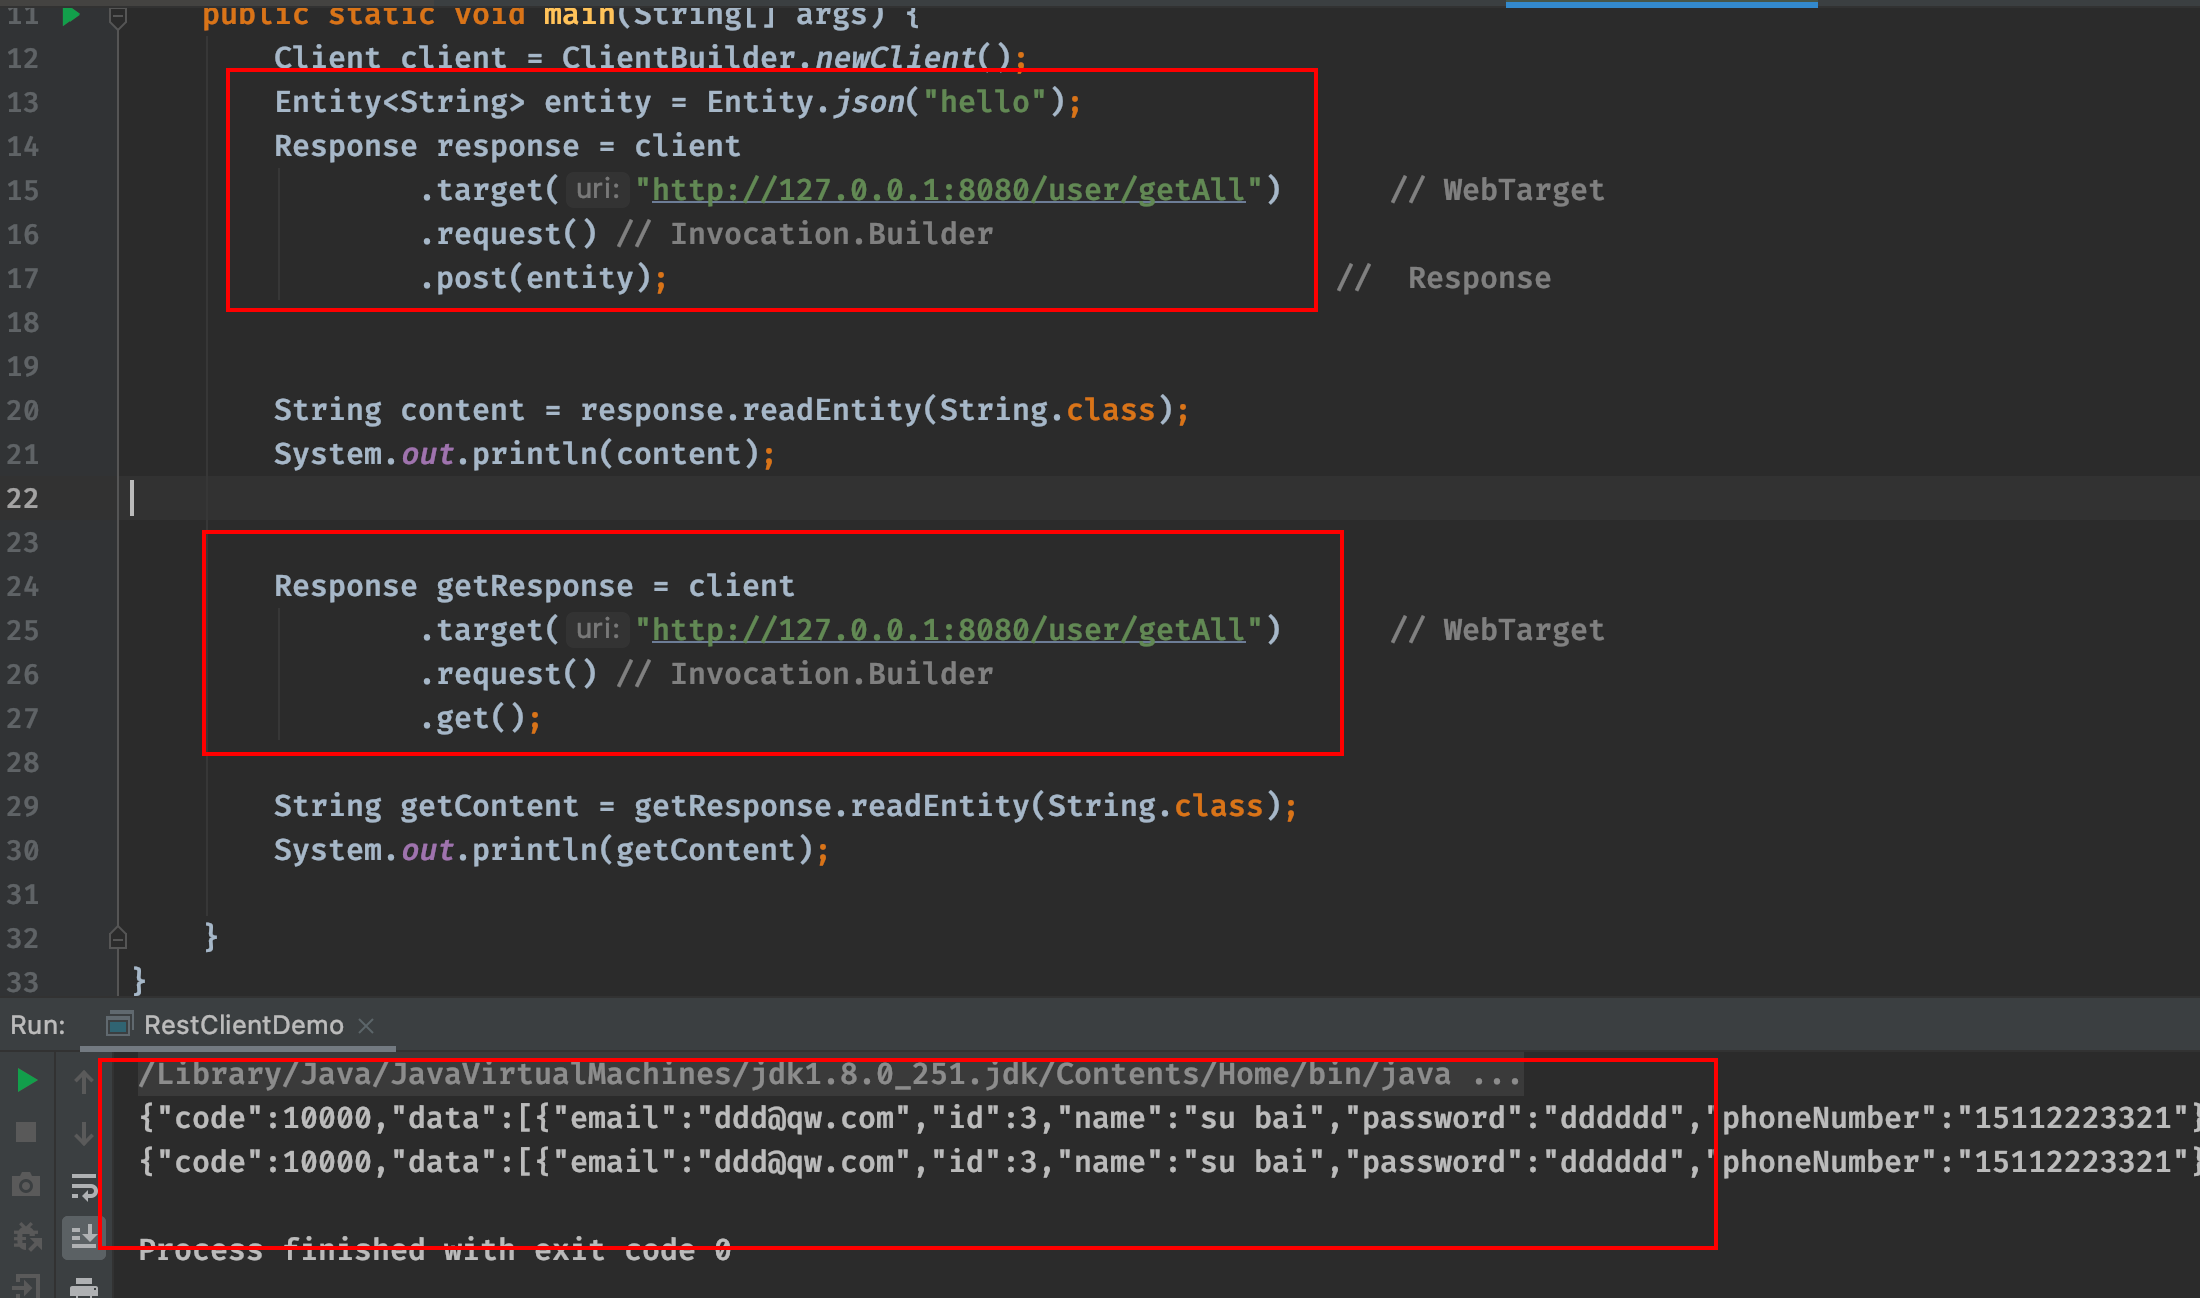 11 public static void main(String[] args) {
12 Client client = ClientBuilder.newClient();
13 Entity<String> entity = Entity.json("hello");
14 Response response = client
15 .target( uri: "http://127.0.0.1:8080/user/getAll") // WebTarget
16 .request() // Invocation.Builder
17 .post(entity); // Response
18
19
20 String content = response.readEntity(String.class);
21 System.out.println(content);
22
23
24 Response getResponse = client
25 .target( uri: "http://127.0.0.1:8080/user/getAll") // WebTarget
26 .request() // Invocation.Builder
27 .get();
28
29 String getContent = getResponse.readEntity(String.class);
30 System.out.println(getContent);
31
32 }
33 }
Run: RestClientDemo
/Library/Java/JavaVirtualMachines/jdk1.8.0_251.jdk/Contents/Home/bin/java ...
{"code":10000,"data":[{"email":"ddd@qw.com","id":3,"name":"su bai","password":"dddddd","phoneNumber":"15112223321"}
{"code":10000,"data":[{"email":"ddd@qw.com","id":3,"name":"su bai","password":"dddddd","phoneNumber":"15112223321"}
Process finished with exit code 0